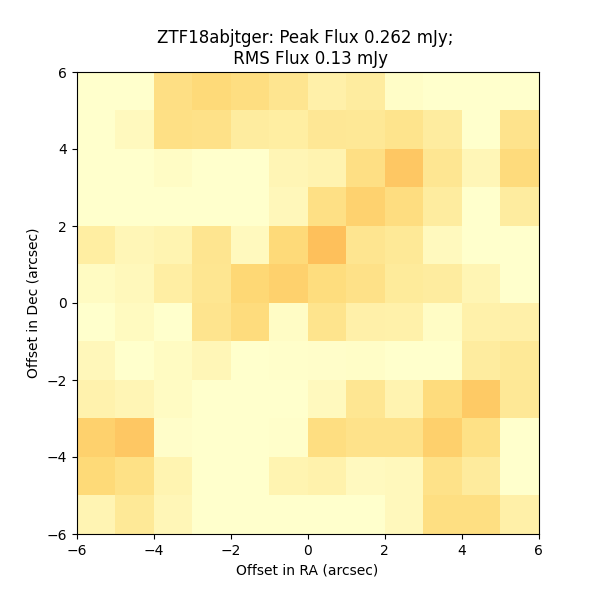 ZTF18abjtger: Peak Flux 0.262 mJy;
RMS Flux 0.13 mJy
6
4
2
0
−2
−4
−6
Offset in Dec (arcsec)
−6 −4 −2 0 2 4 6
Offset in RA (arcsec)